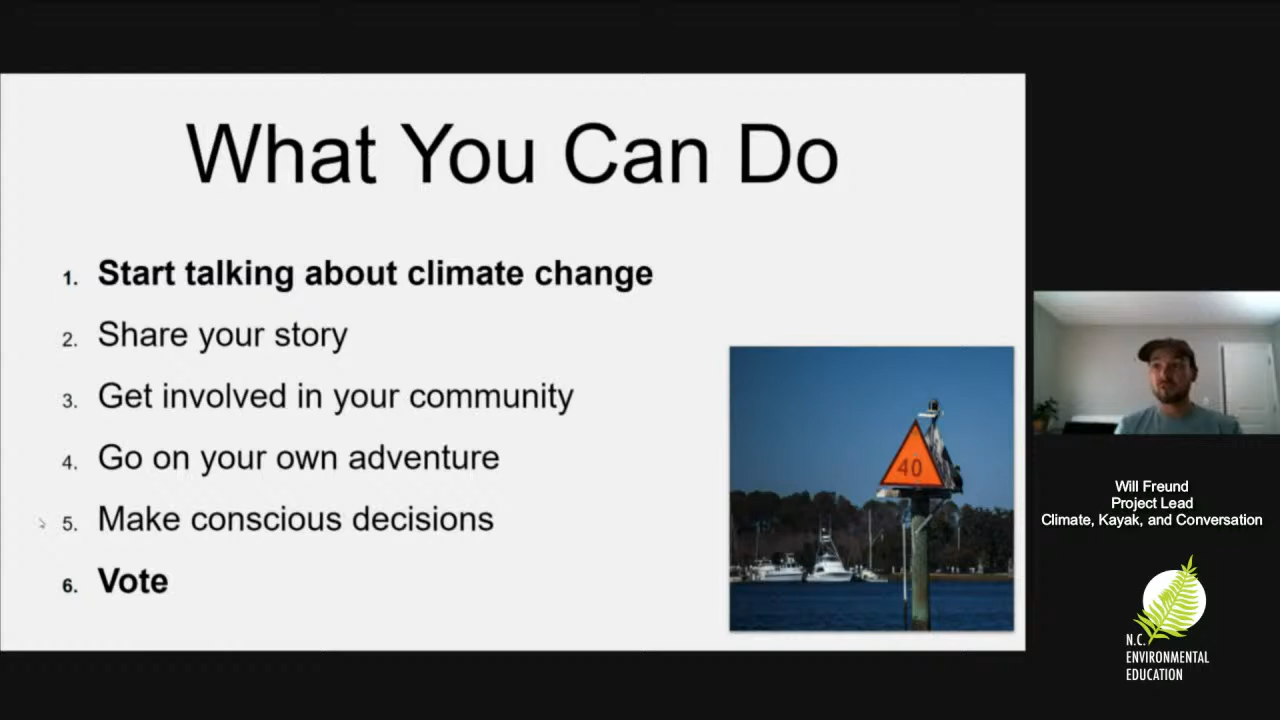 What You Can Do
1. Start talking about climate change
2. Share your story
3. Get involved in your community
4. Go on your own adventure
5. Make conscious decisions
6. Vote
40
Will Freund
Project Lead
Climate, Kayak, and Conversation
N.C.
ENVIRONMENTAL
EDUCATION